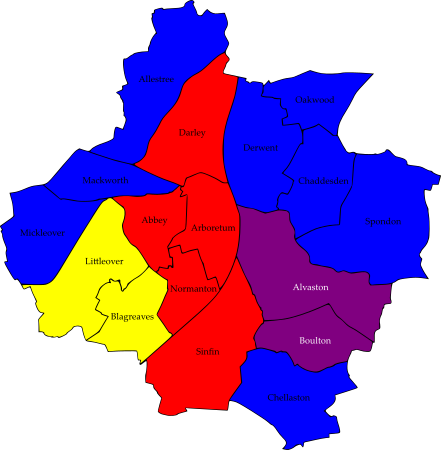 Allestree
Oakwood
Darley
Derwent
Chaddesden
Mackworth
Spondon
Abbey
Arboretum
Mickleover
Littleover
Normanton
Alvaston
Blagreaves
Boulton
Sinfin
Chellaston